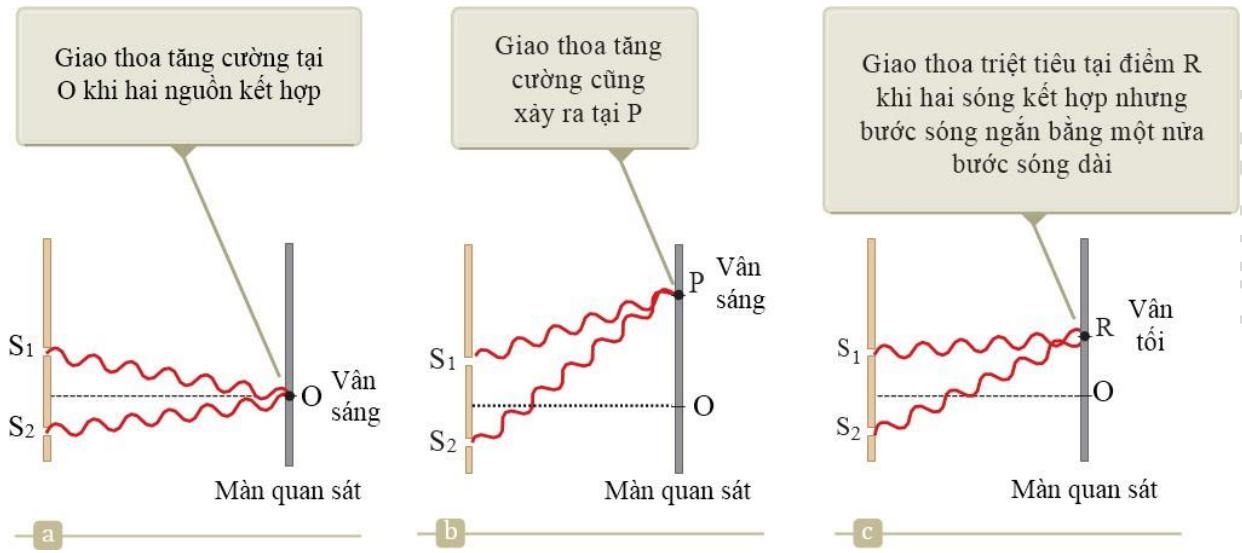 Giao thoa tăng cường tại
O khi hai nguồn kết hợp
Giao thoa tăng
cường cũng
xảy ra tại P
Giao thoa triệt tiêu tại điểm R
khi hai sóng kết hợp nhưng
bước sóng ngắn bằng một nửa
bước sóng dài
S1
S2
O
Vân
sáng
Màn quan sát
a
S1
S2
P
Vân
sáng
O
Màn quan sát
b
S1
S2
R
Vân
tối
O
Màn quan sát
c